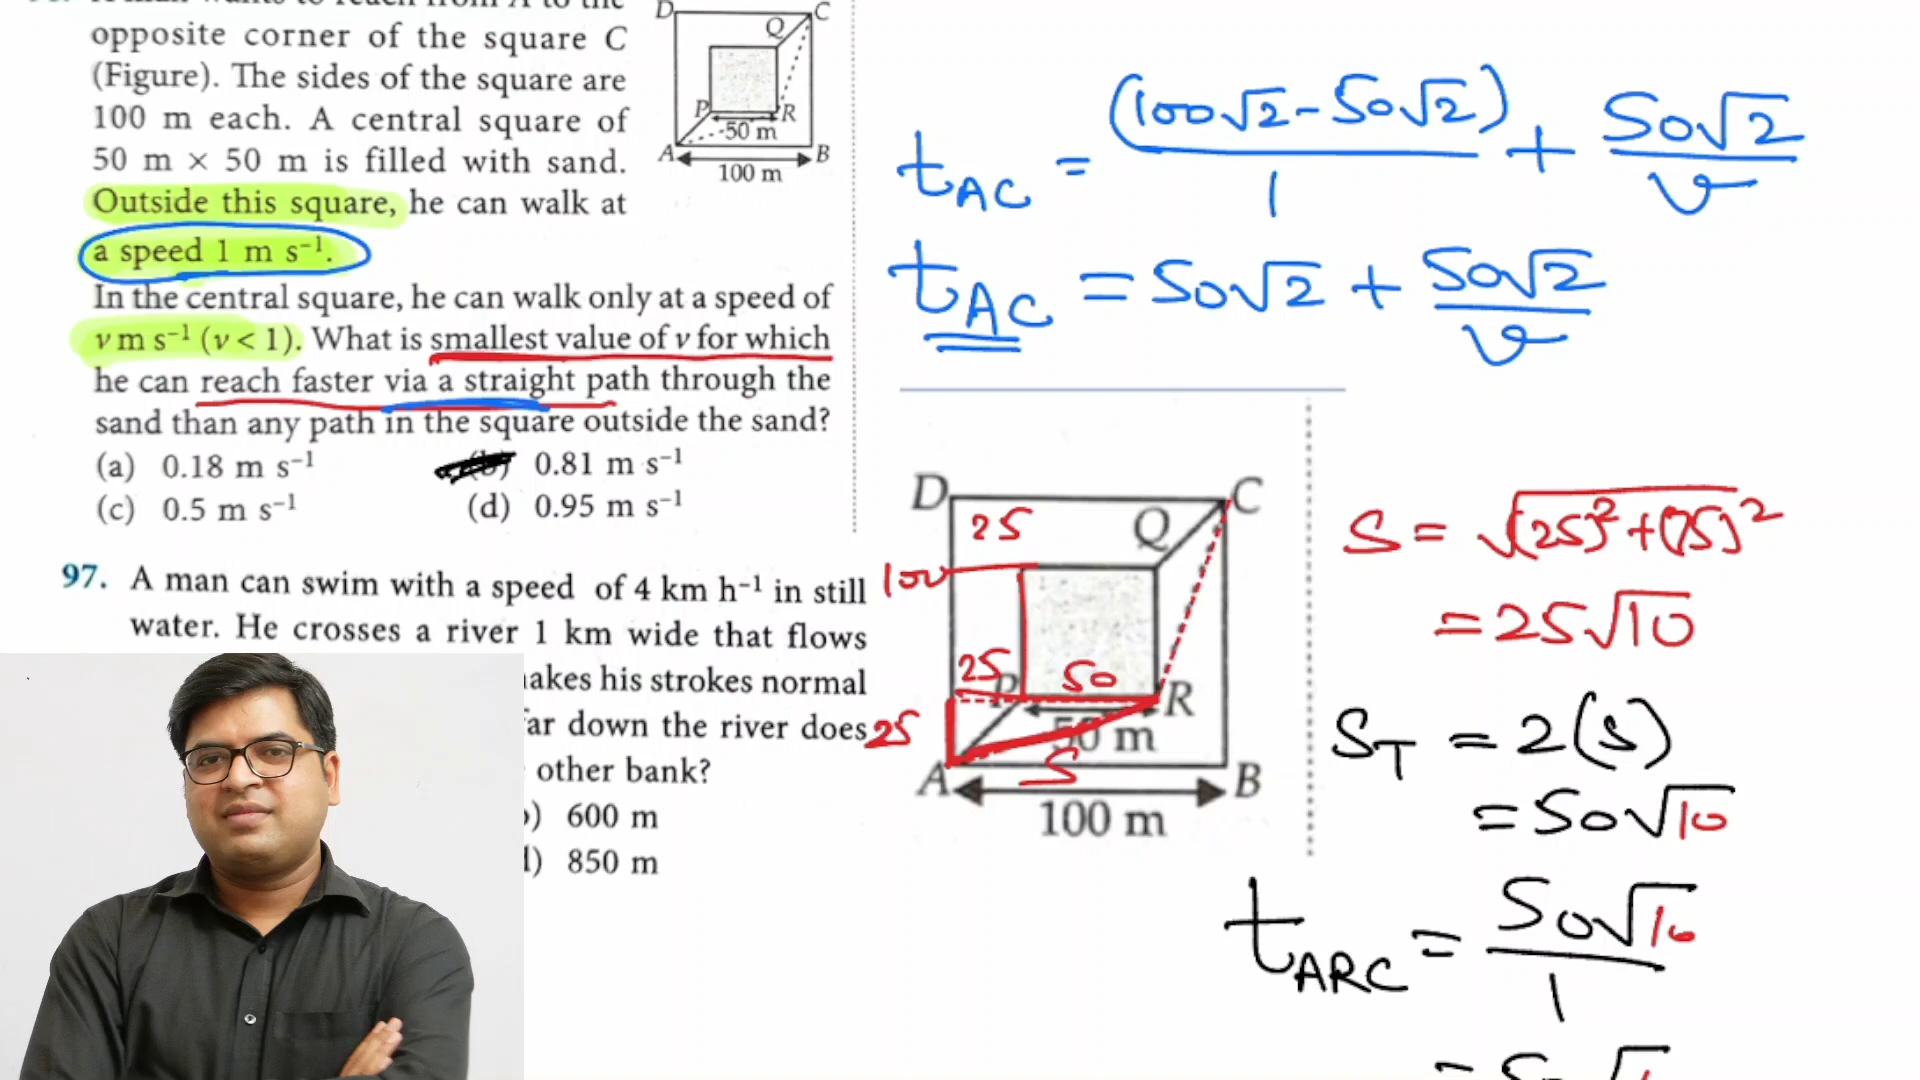 A man wants to reach from A to the
opposite corner of the square C
(Figure). The sides of the square are
100 m each. A central square of
50 m × 50 m is filled with sand.
Outside this square, he can walk at
a speed 1 m s⁻¹.
In the central square, he can walk only at a speed of
v m s⁻¹ (v < 1). What is smallest value of v for which
he can reach faster via a straight path through the
sand than any path in the square outside the sand?
(a) 0.18 m s⁻¹ (b) 0.81 m s⁻¹
(c) 0.5 m s⁻¹ (d) 0.95 m s⁻¹
D C
Q
P R
50 m
A B
100 m
97. A man can swim with a speed of 4 km h⁻¹ in still
water. He crosses a river 1 km wide that flows
akes his strokes normal
ar down the river does
other bank?
) 600 m
) 850 m
t_AC = (100√2 - 50√2)/1 + 50√2/v
t_AC = 50√2 + 50√2/v
D C
25 Q
100
25 50
P R
25 50 m
A S B
100 m
S = √(25)² + (75)²
= 25√10
S_T = 2(S)
= 50√10
t_ARC = 50√10/1